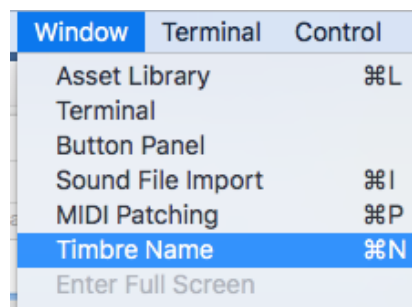 Window Terminal Control
Asset Library ⌘L
Terminal
Button Panel
Sound File Import ⌘I
MIDI Patching ⌘P
Timbre Name ⌘N
Enter Full Screen